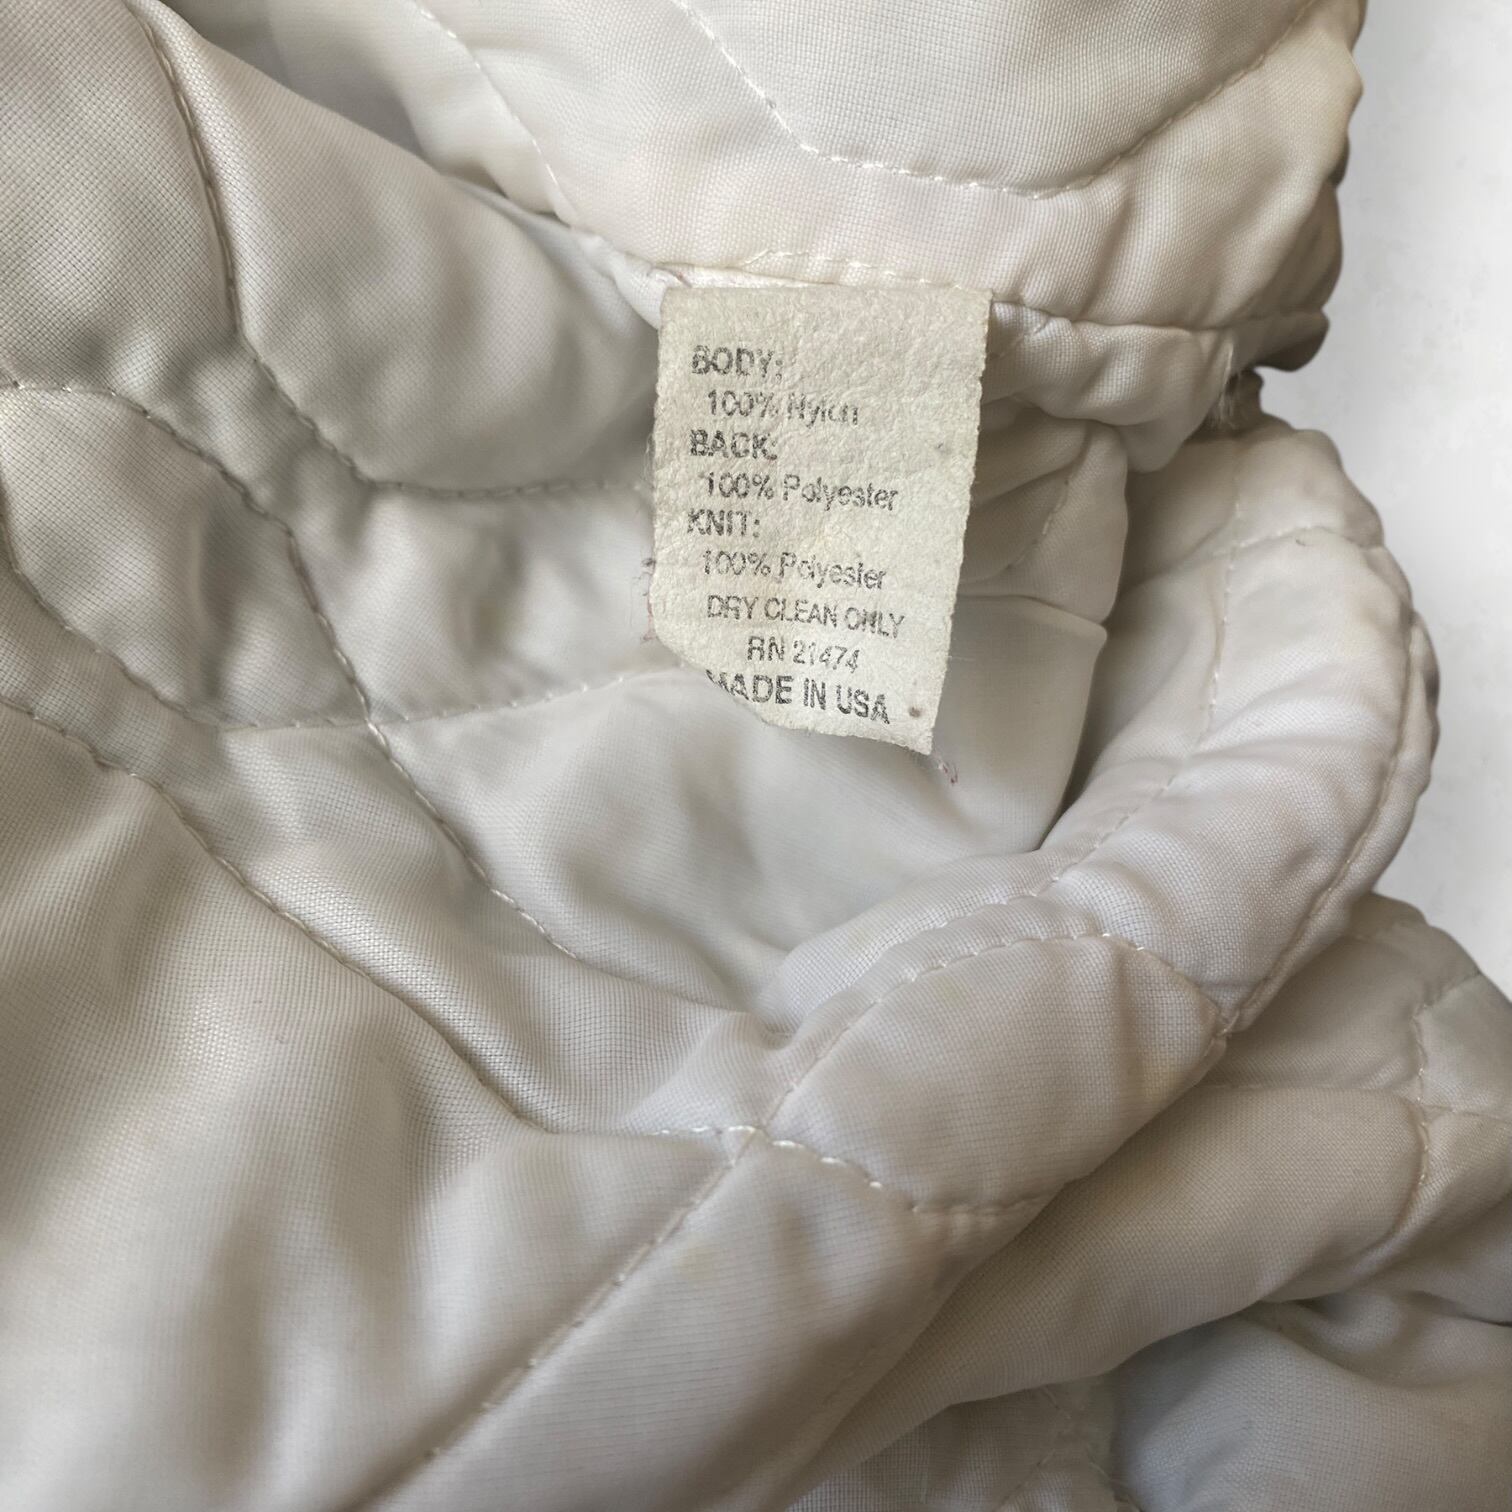 BODY:
100% Nylon
BACK:
100% Polyester
KNIT:
100% Polyester
DRY CLEAN ONLY
RN 21474
MADE IN USA